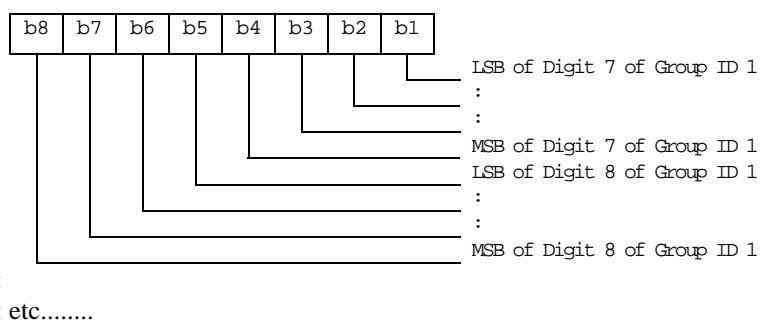 b8 b7 b6 b5 b4 b3 b2 b1
LSB of Digit 7 of Group ID 1
:
:
MSB of Digit 7 of Group ID 1
LSB of Digit 8 of Group ID 1
:
:
MSB of Digit 8 of Group ID 1
:
: etc........